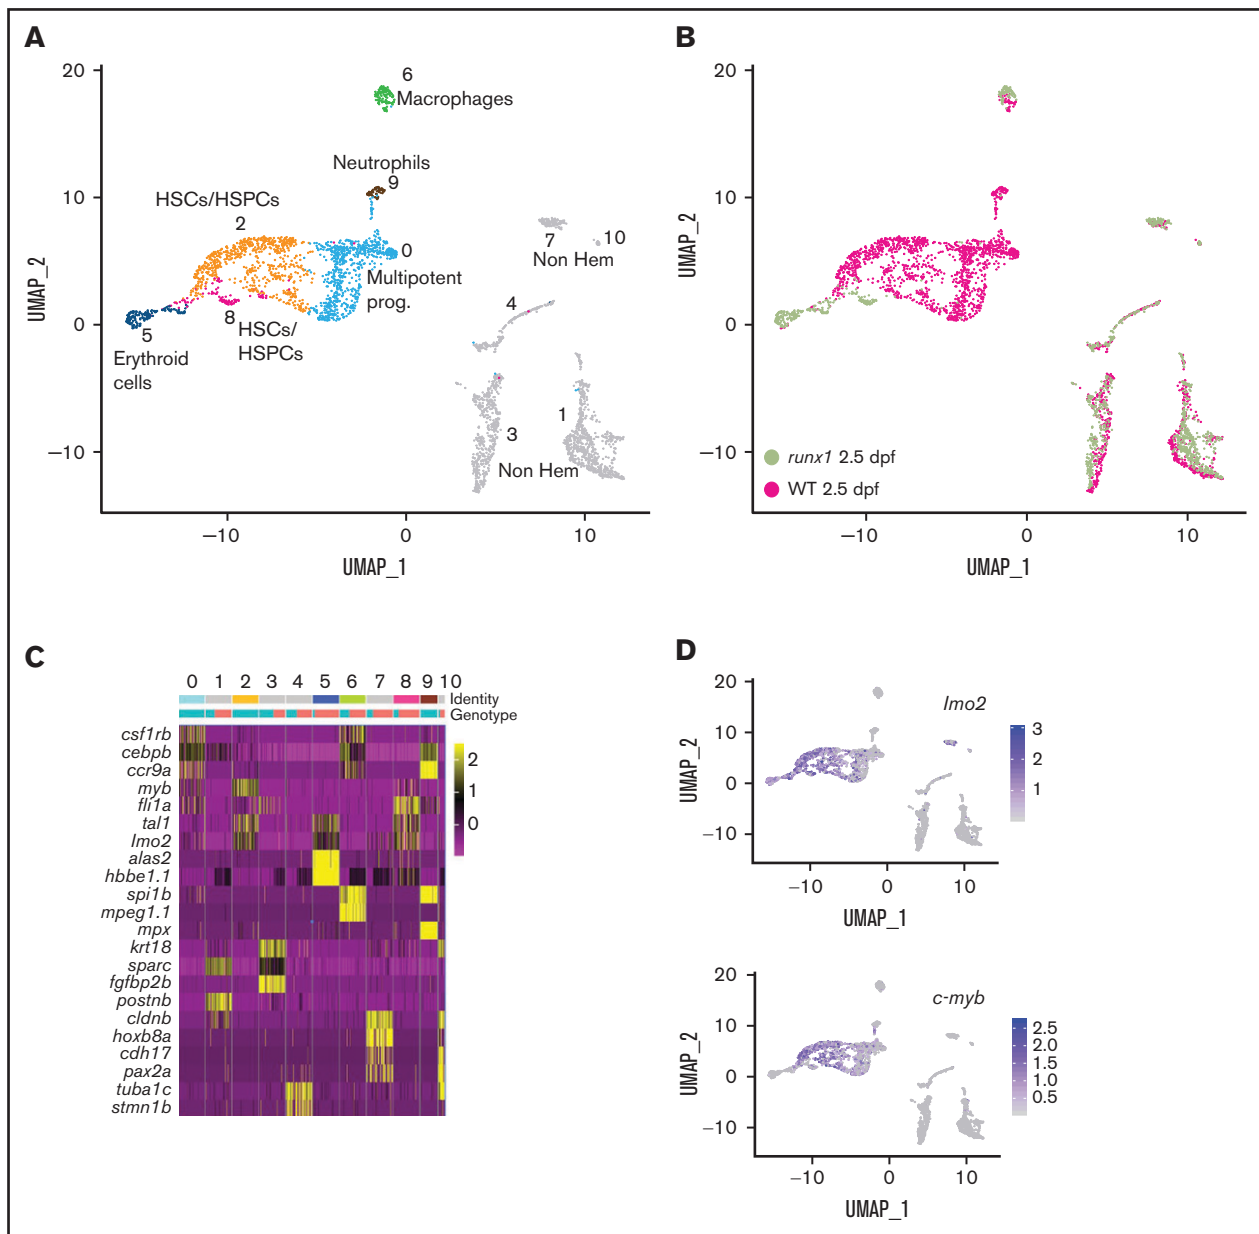 A
20
10
0
−10
UMAP_2
6
Macrophages
Neutrophils
9
HSCs/HSPCs
2
0
Multipotent
prog.
7
10
Non Hem
4
8
HSCs/
HSPCs
5
Erythroid
cells
3
1
Non Hem
−10
0
10
UMAP_1
B
20
10
0
−10
UMAP_2
runx1 2.5 dpf
WT 2.5 dpf
−10
0
10
UMAP_1
C
0 1 2 3 4 5 6 7 8 9 10
Identity
Genotype
csf1rb
cebpb
ccr9a
myb
fli1a
tal1
lmo2
alas2
hbbe1.1
spi1b
mpeg1.1
mpx
krt18
sparc
fgfbp2b
postnb
cldnb
hoxb8a
cdh17
pax2a
tuba1c
stmn1b
2
1
0
D
20
10
0
−10
UMAP_2
lmo2
3
2
1
−10
0
10
UMAP_1
20
10
0
−10
UMAP_2
c-myb
2.5
2.0
1.5
1.0
0.5
−10
0
10
UMAP_1